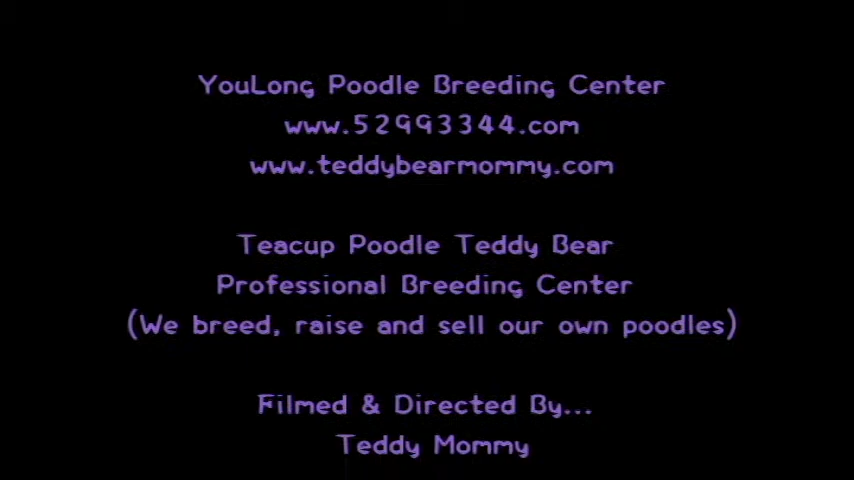 YouLong Poodle Breeding Center
www.52993344.com
www.teddybearmommy.com
Teacup Poodle Teddy Bear
Professional Breeding Center
(We breed, raise and sell our own poodles)
Filmed & Directed By...
Teddy Mommy